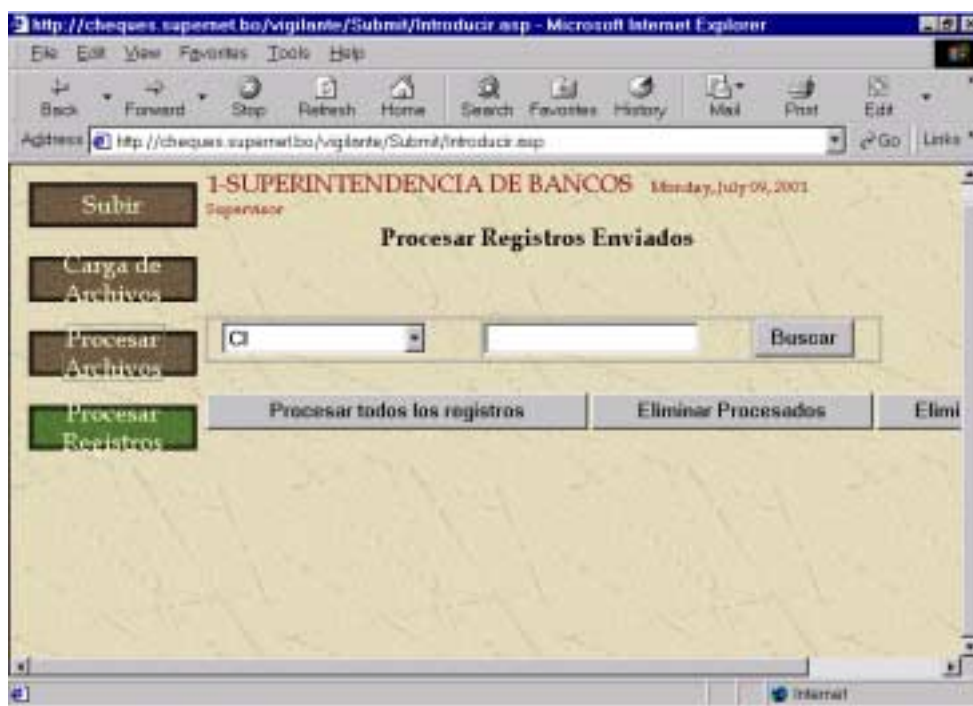 http://cheques.supernet.bo/vigilante/Submit/Introducir.asp - Microsoft Internet Explorer
File Edit View Favorites Tools Help
Back Forward Stop Refresh Home Search Favorites History Mail Print Edit
Address http://cheques.supernet.bo/vigilante/Submit/Introducir.asp Go Links
1-SUPERINTENDENCIA DE BANCOS Monday, July 09, 2001
Supervisor
Procesar Registros Enviados
Subir
Carga de
Archivos
Procesar
Archivos
Procesar
Registros
CI Buscar
Procesar todos los registros Eliminar Procesados Elimi
Internet